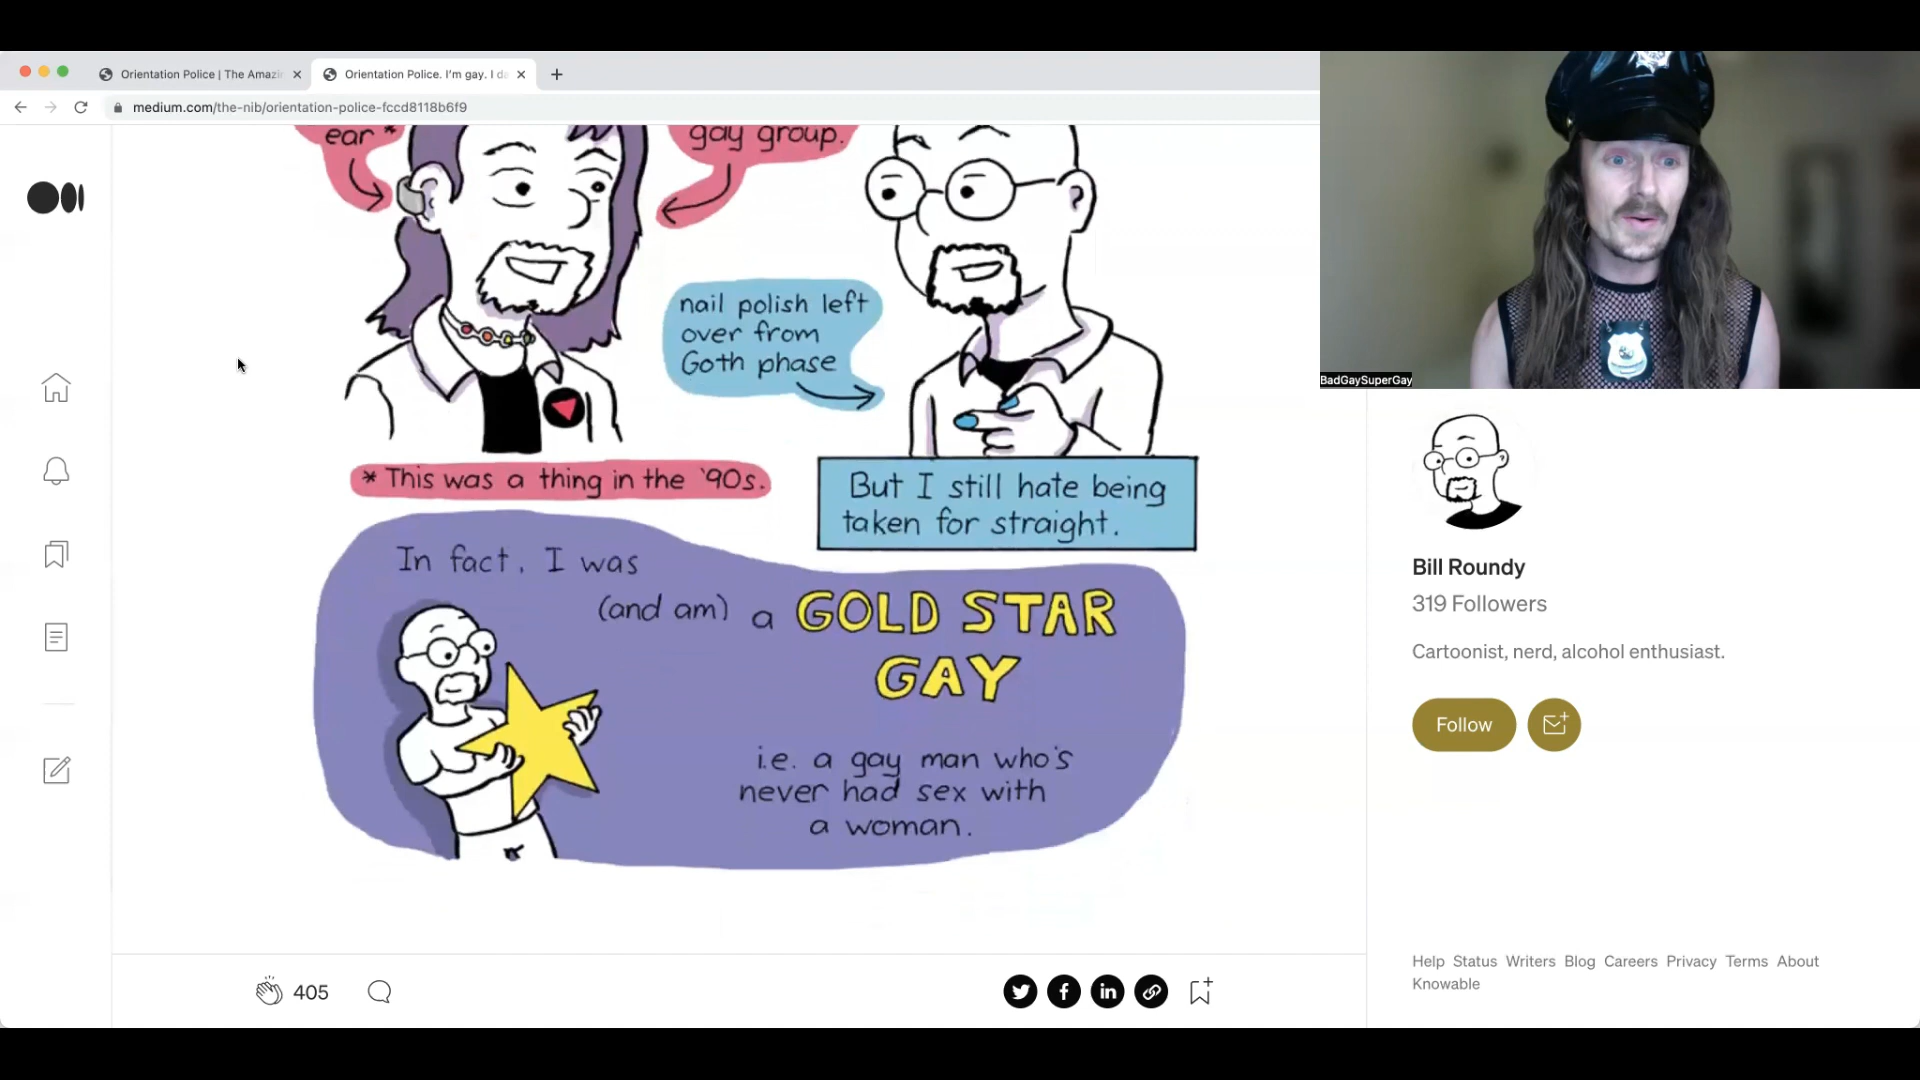 Orientation Police | The Amazi
Orientation Police. I'm gay. I da
medium.com/the-nib/orientation-police-fccd8118b6f9
ear *
gay group.
nail polish left
over from
Goth phase
* This was a thing in the '90s.
But I still hate being
taken for straight.
In fact, I was
(and am) a GOLD STAR
GAY
i.e. a gay man who's
never had sex with
a woman.
405
BadGaySuperGay
Bill Roundy
319 Followers
Cartoonist, nerd, alcohol enthusiast.
Follow
Help Status Writers Blog Careers Privacy Terms About
Knowable